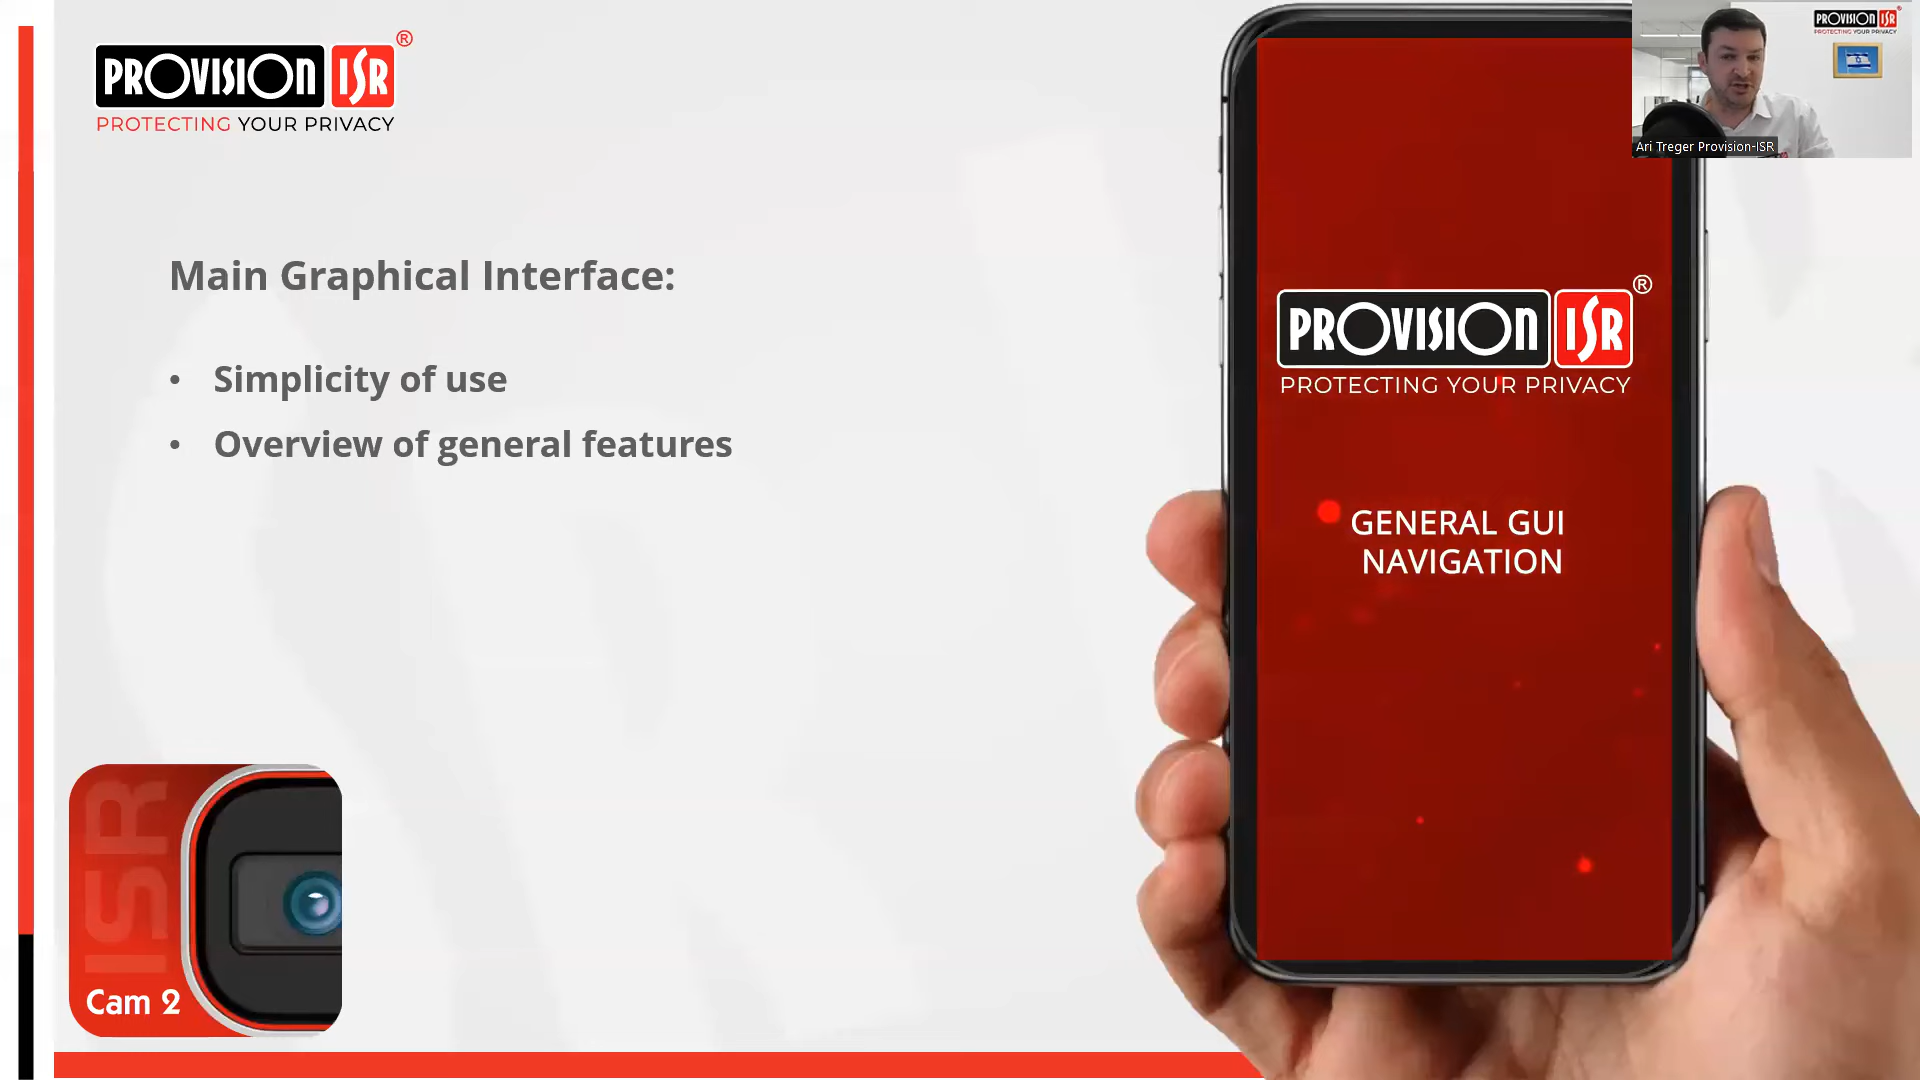 PROVISION ISR®
PROTECTING YOUR PRIVACY
Main Graphical Interface:
• Simplicity of use
• Overview of general features
ISR
Cam 2
PROVISION ISR®
PROTECTING YOUR PRIVACY
GENERAL GUI
NAVIGATION
PROVISION ISR®
PROTECTING YOUR PRIVACY
Ari Treger Provision-ISR